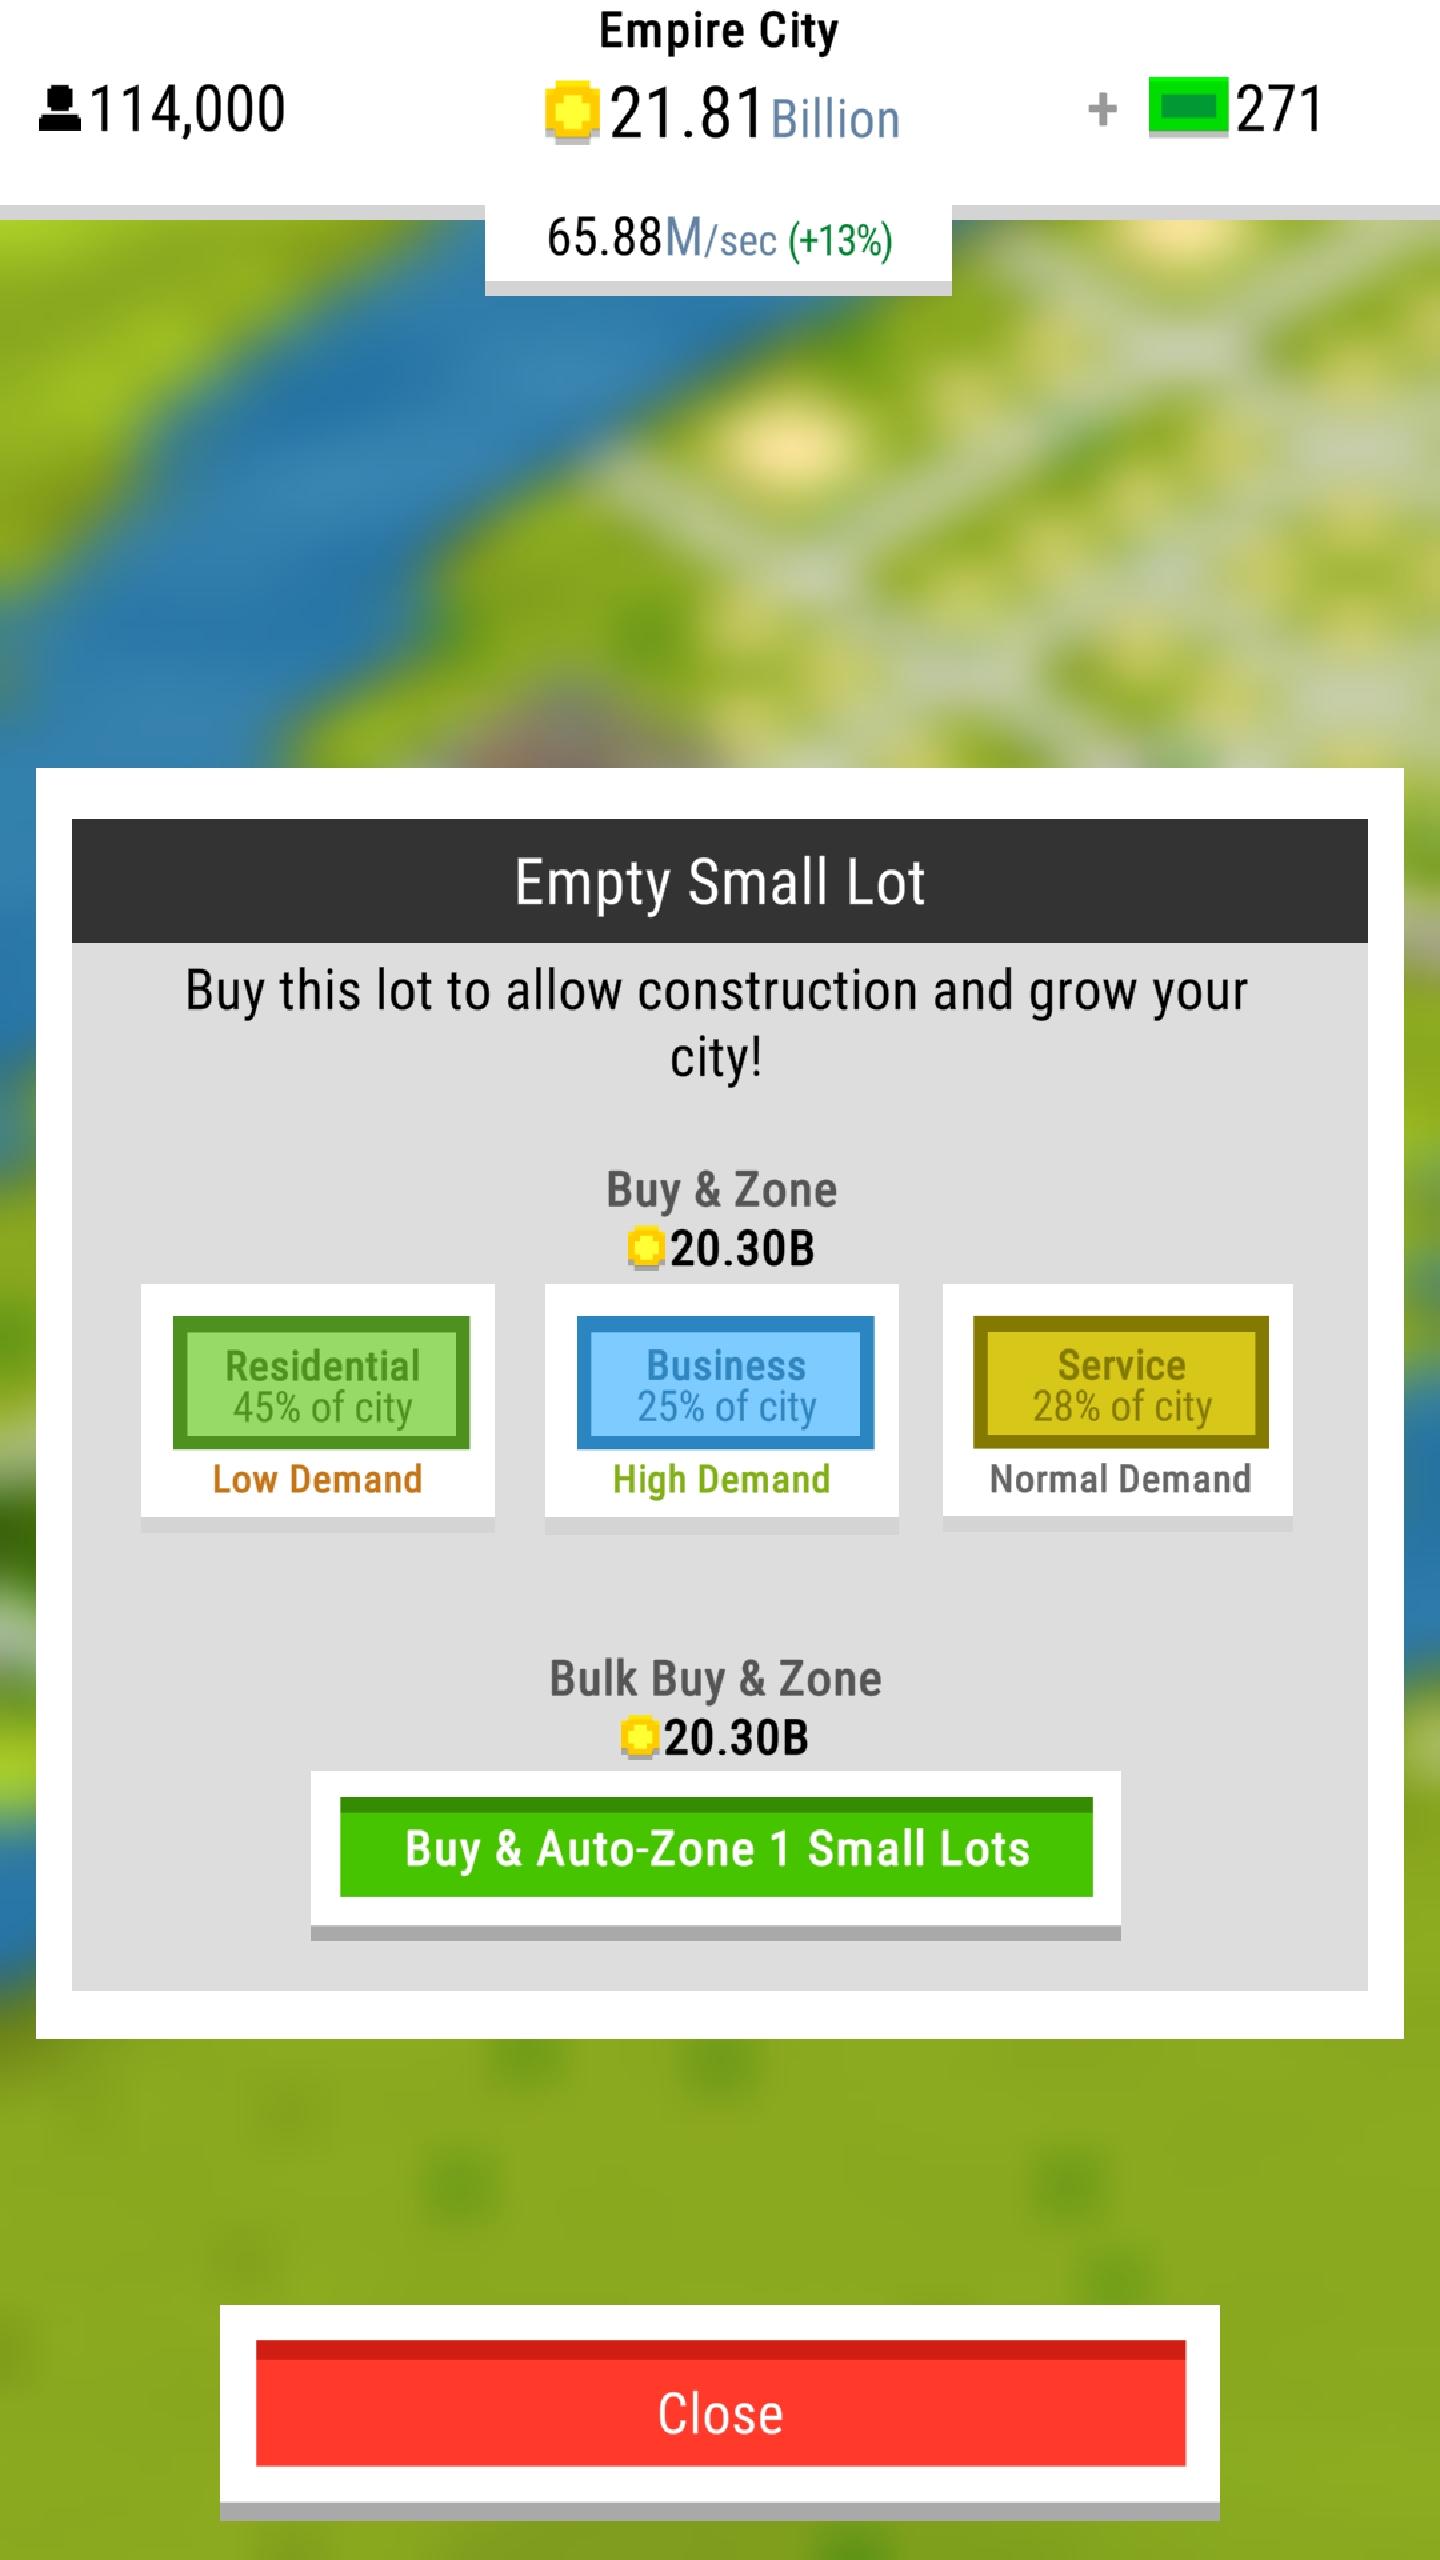 Empire City
114,000
21.81 Billion
+ 271
65.88M/sec (+13%)
Empty Small Lot
Buy this lot to allow construction and grow your
city!
Buy & Zone
20.30B
Residential
45% of city
Low Demand
Business
25% of city
High Demand
Service
28% of city
Normal Demand
Bulk Buy & Zone
20.30B
Buy & Auto-Zone 1 Small Lots
Close